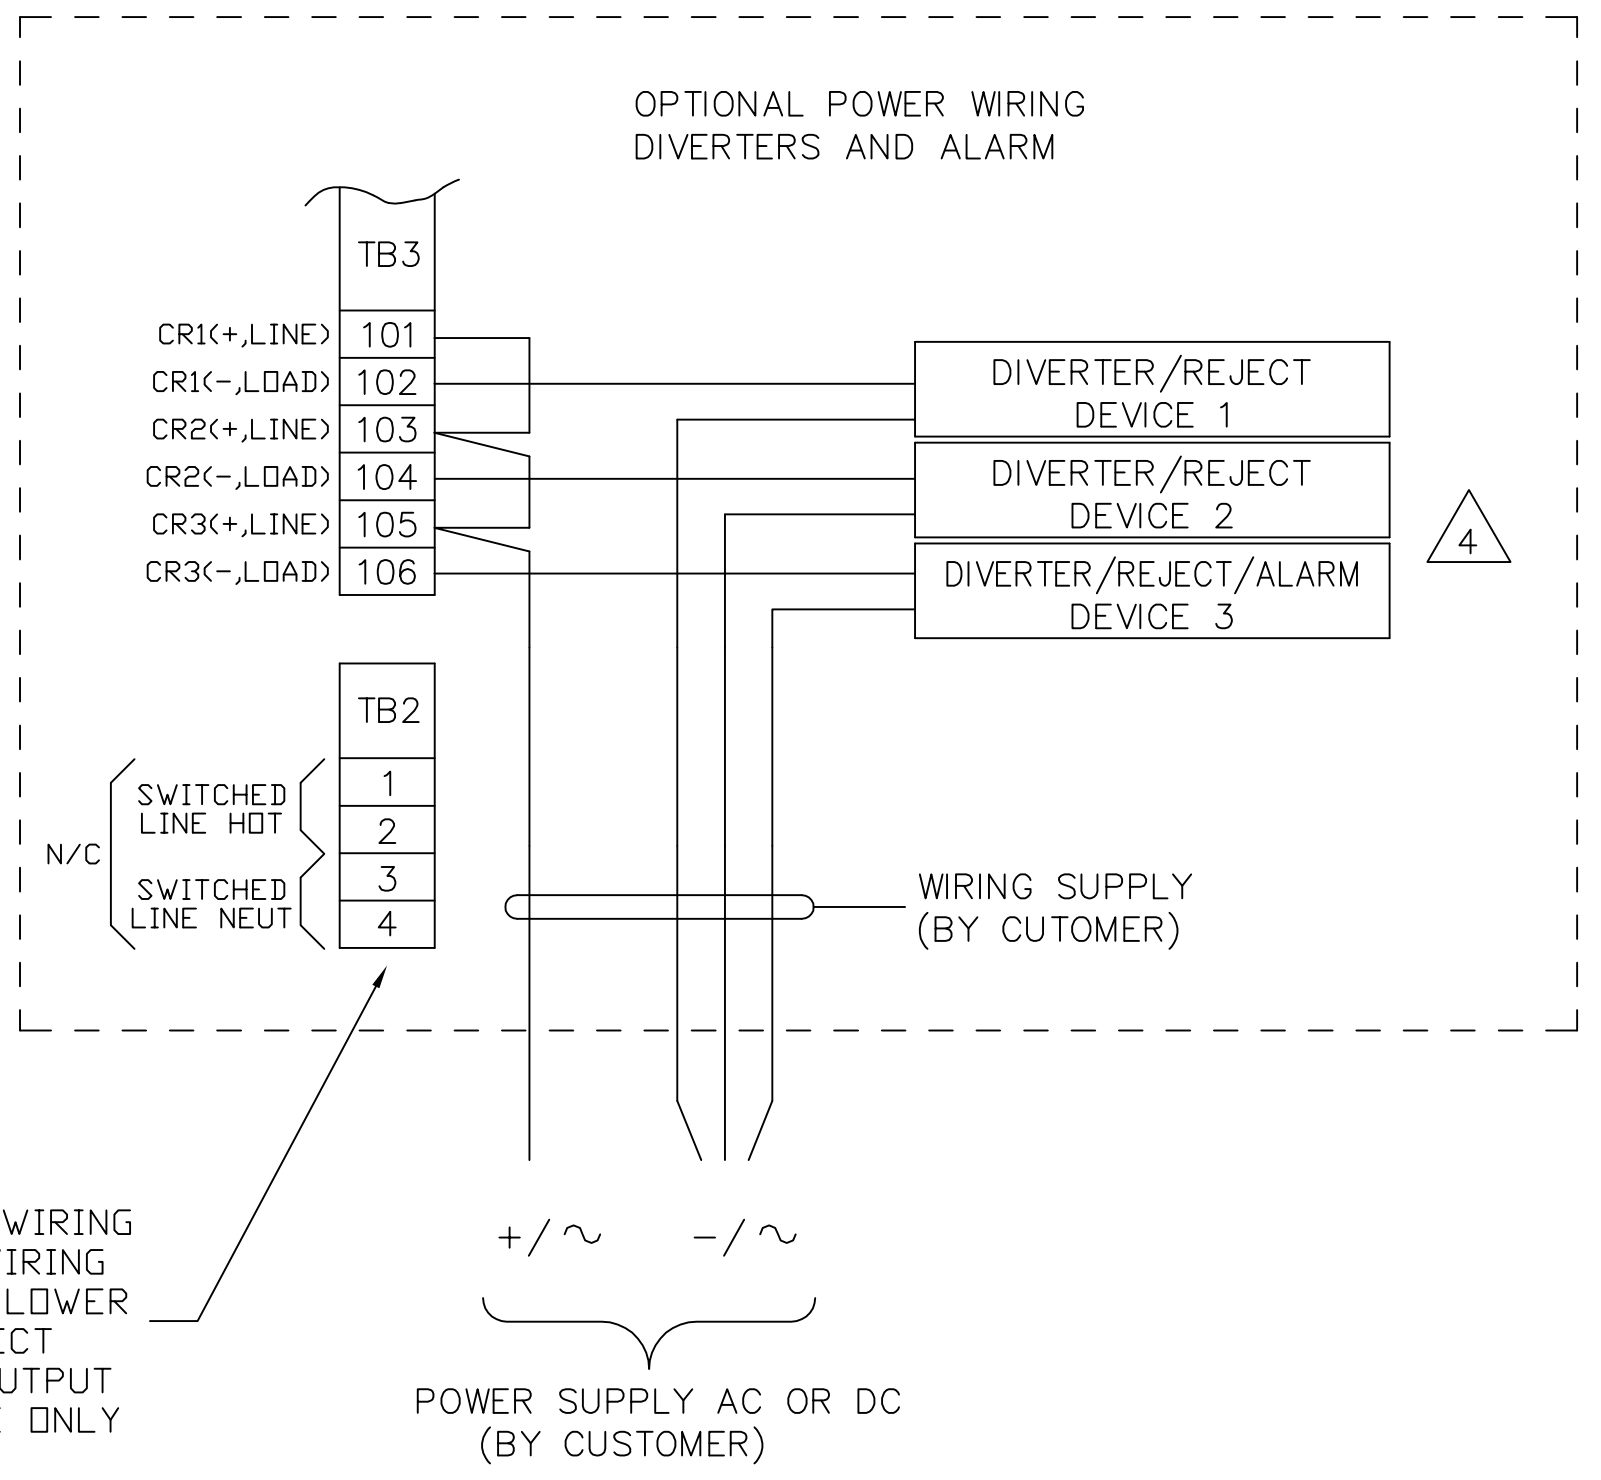 OPTIONAL POWER WIRING
DIVERTERS AND ALARM
TB3
CR1(+,LINE) 101
CR1(-,LOAD) 102
CR2(+,LINE) 103
CR2(-,LOAD) 104
CR3(+,LINE) 105
CR3(-,LOAD) 106
DIVERTER/REJECT
DEVICE 1
DIVERTER/REJECT
DEVICE 2
DIVERTER/REJECT/ALARM
DEVICE 3
4
TB2
1
2
3
4
SWITCHED
LINE HOT
N/C
SWITCHED
LINE NEUT
WIRING SUPPLY
(BY CUTOMER)
WIRING
LOWER
ONLY
+/~
-/~
POWER SUPPLY AC OR DC
(BY CUSTOMER)